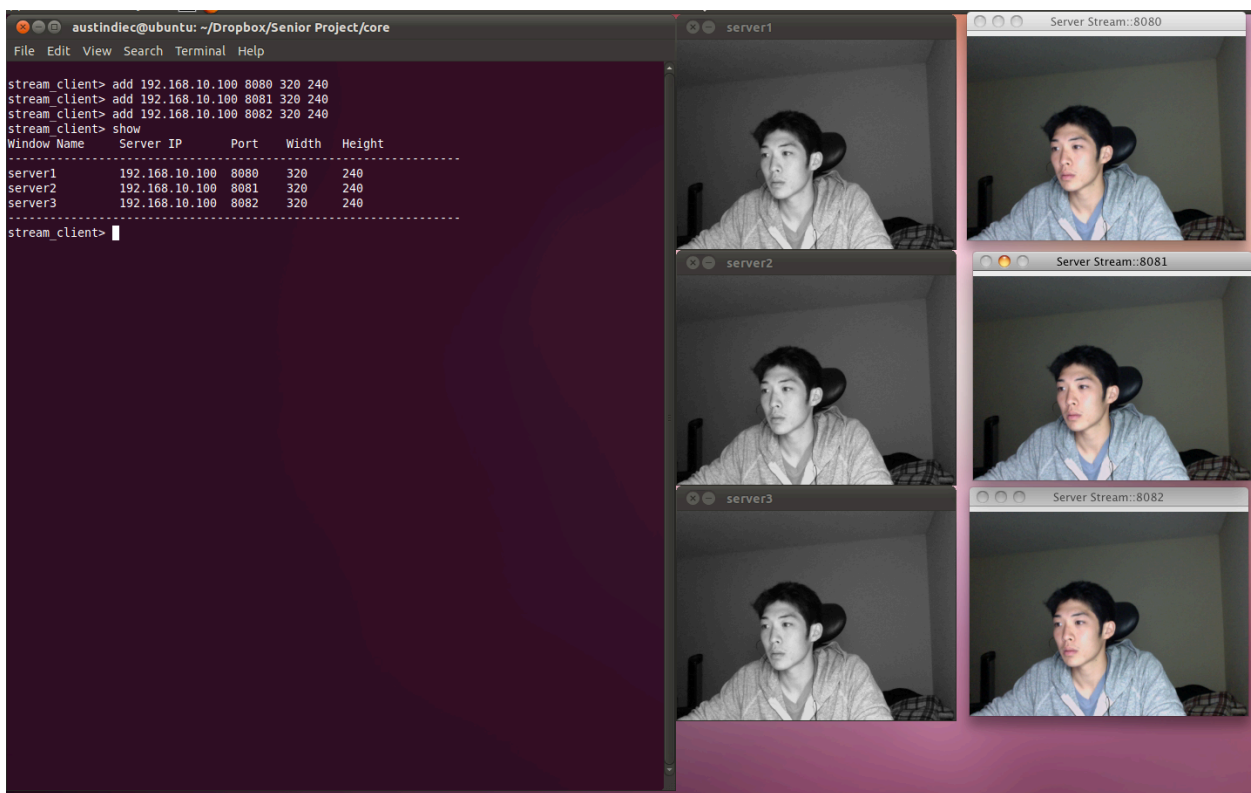 austindiec@ubuntu: ~/Dropbox/Senior Project/core
File Edit View Search Terminal Help
stream_client> add 192.168.10.100 8080 320 240
stream_client> add 192.168.10.100 8081 320 240
stream_client> add 192.168.10.100 8082 320 240
stream_client> show
Window Name Server IP Port Width Height
-----------------------------------------------------------------
server1 192.168.10.100 8080 320 240
server2 192.168.10.100 8081 320 240
server3 192.168.10.100 8082 320 240
-----------------------------------------------------------------
stream_client>
server1
Server Stream::8080
server2
Server Stream::8081
server3
Server Stream::8082